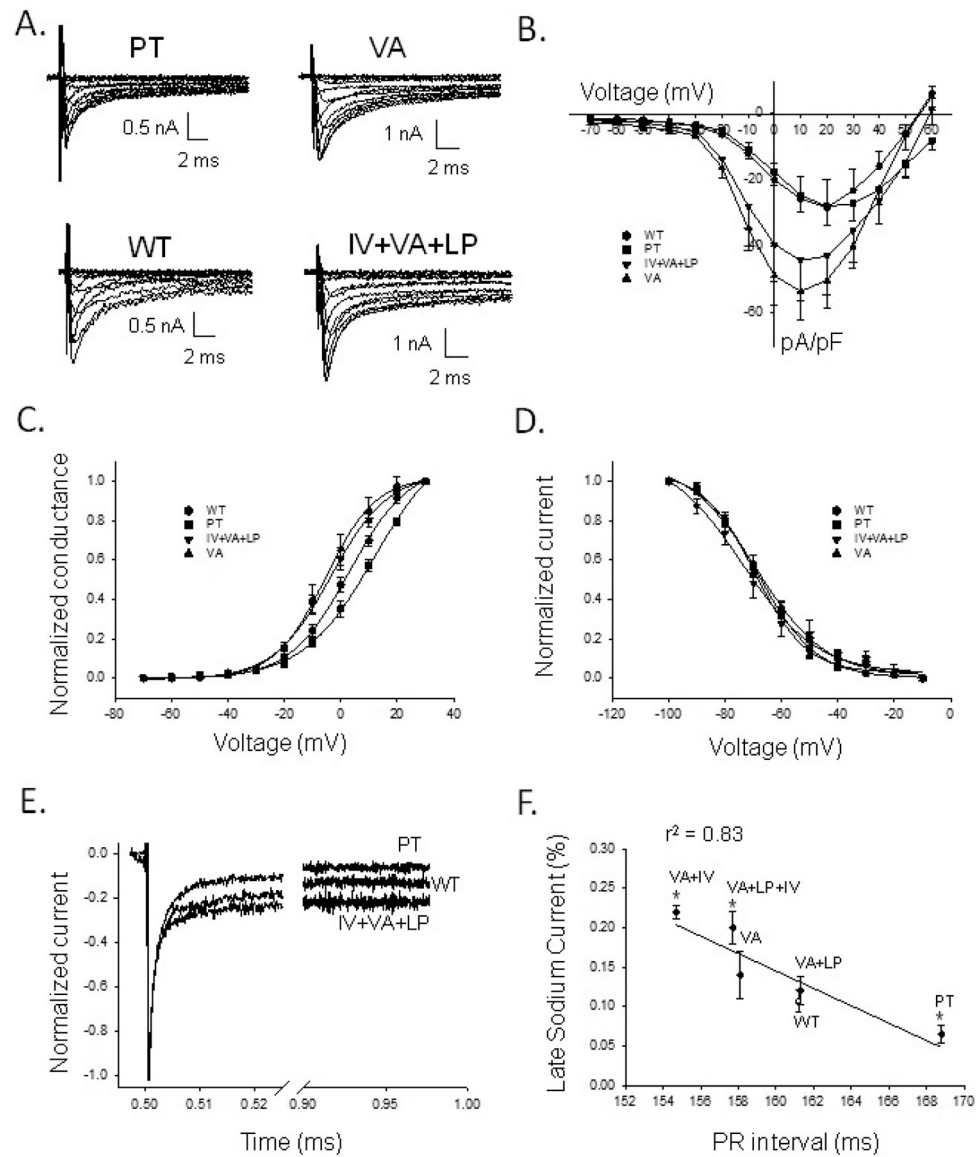 A.
PT
VA
0.5 nA
2 ms
1 nA
2 ms
WT
IV+VA+LP
0.5 nA
2 ms
1 nA
2 ms
B.
Voltage (mV)
0
-70 -60 -50 -40 -30 -20 -10 0 10 20 30 40 50 60
-20
-40
-60
WT
PT
IV+VA+LP
VA
pA/pF
C.
Normalized conductance
1.0
0.8
0.6
0.4
0.2
0.0
WT
PT
IV+VA+LP
VA
-80 -60 -40 -20 0 20 40
Voltage (mV)
D.
Normalized current
1.0
0.8
0.6
0.4
0.2
0.0
WT
PT
IV+VA+LP
VA
-120 -100 -80 -60 -40 -20 0
Voltage (mV)
E.
Normalized current
0.0
-0.2
-0.4
-0.6
-0.8
-1.0
PT
WT
IV+VA+LP
0.50 0.51 0.52 0.90 0.95 1.00
Time (ms)
F.
r² = 0.83
Late Sodium Current (%)
0.30
0.25
0.20
0.15
0.10
0.05
0.00
VA+IV
*
VA+LP+IV
*
VA
VA+LP
WT
PT
*
152 154 156 158 160 162 164 166 168 170
PR interval (ms)